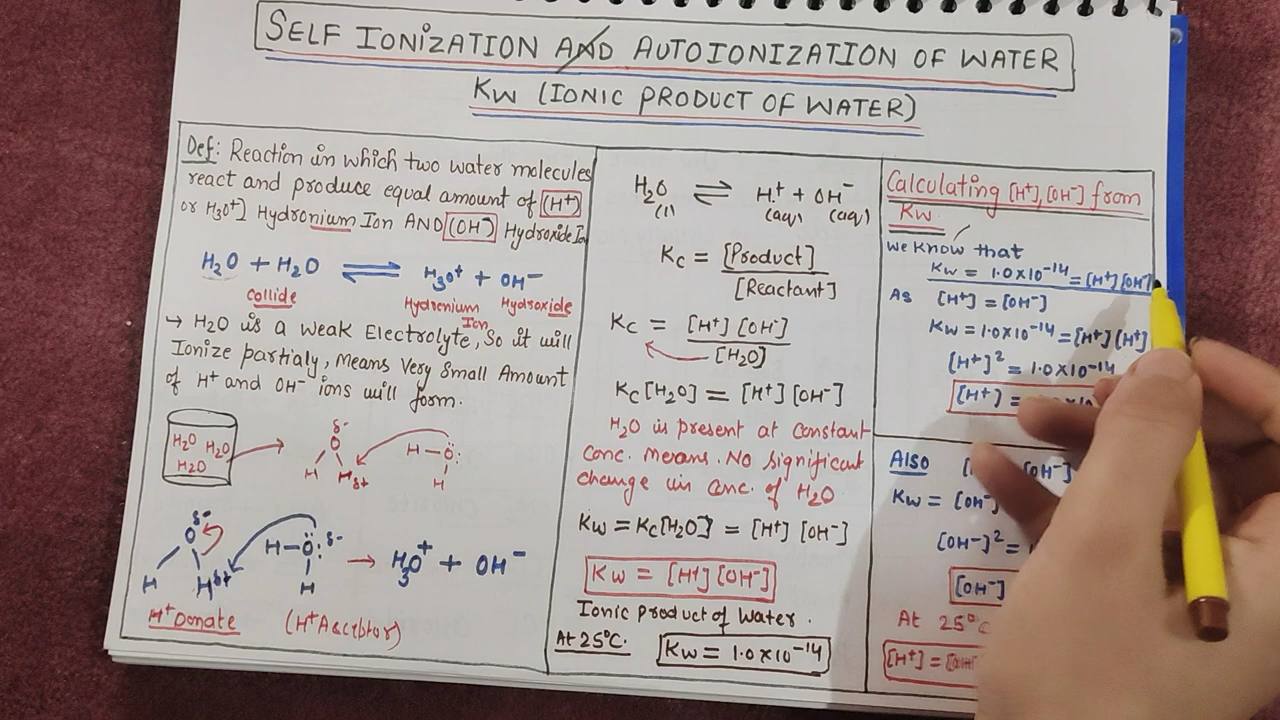 SELF IONIZATION AND AUTOIONIZATION OF WATER
KW (IONIC PRODUCT OF WATER)
Def: Reaction in which two water molecules
react and produce equal amount of (H⁺)
or H₃O⁺] Hydronium Ion AND (OH⁻) Hydroxide Ion
H₂O + H₂O ⇌ H₃O⁺ + OH⁻
collide Hydrenium Ion Hydroxide
→ H₂O is a weak Electrolyte, So it will
Ionize partialy, Means Very Small Amount
of H⁺ and OH⁻ ions will form.
H₂O H₂O
H₂O
δ⁻
O
H Hδ⁺
H–O:
H
δ⁻
O
H Hδ⁺
H–O: δ⁻
H
→ H₃O⁺ + OH⁻
H⁺ Donate (H⁺ Acceptor)
H₂O ⇌ H⁺ + OH⁻
(l) (aq) (aq)
Kc = [Product]
[Reactant]
Kc = [H⁺] [OH⁻]
[H₂O]
Kc[H₂O] = [H⁺] [OH⁻]
H₂O is present at constant
conc. means. No significant
change in conc. of H₂O
Kw = Kc[H₂O] = [H⁺] [OH⁻]
Kw = [H⁺] [OH⁻]
Ionic product of Water.
At 25°C. Kw = 1.0×10⁻¹⁴
Calculating [H⁺], [OH⁻] from
Kw
we know that
Kw = 1.0×10⁻¹⁴ = [H⁺] [OH⁻]
As [H⁺] = [OH⁻]
Kw = 1.0×10⁻¹⁴ = [H⁺] [H⁺]
[H⁺]² = 1.0×10⁻¹⁴
[H⁺] =
Also [OH⁻]
Kw = [OH⁻]
[OH⁻]² =
[OH⁻]
At 25°C
[H⁺] = [OH⁻